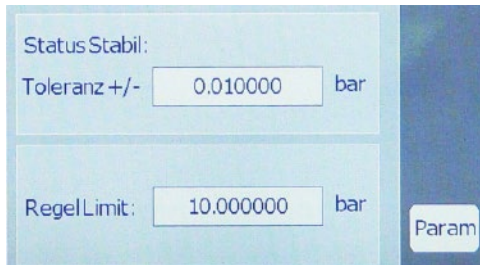 Status Stabil:
Toleranz +/- 0.010000 bar
Regel Limit: 10.000000 bar
Param